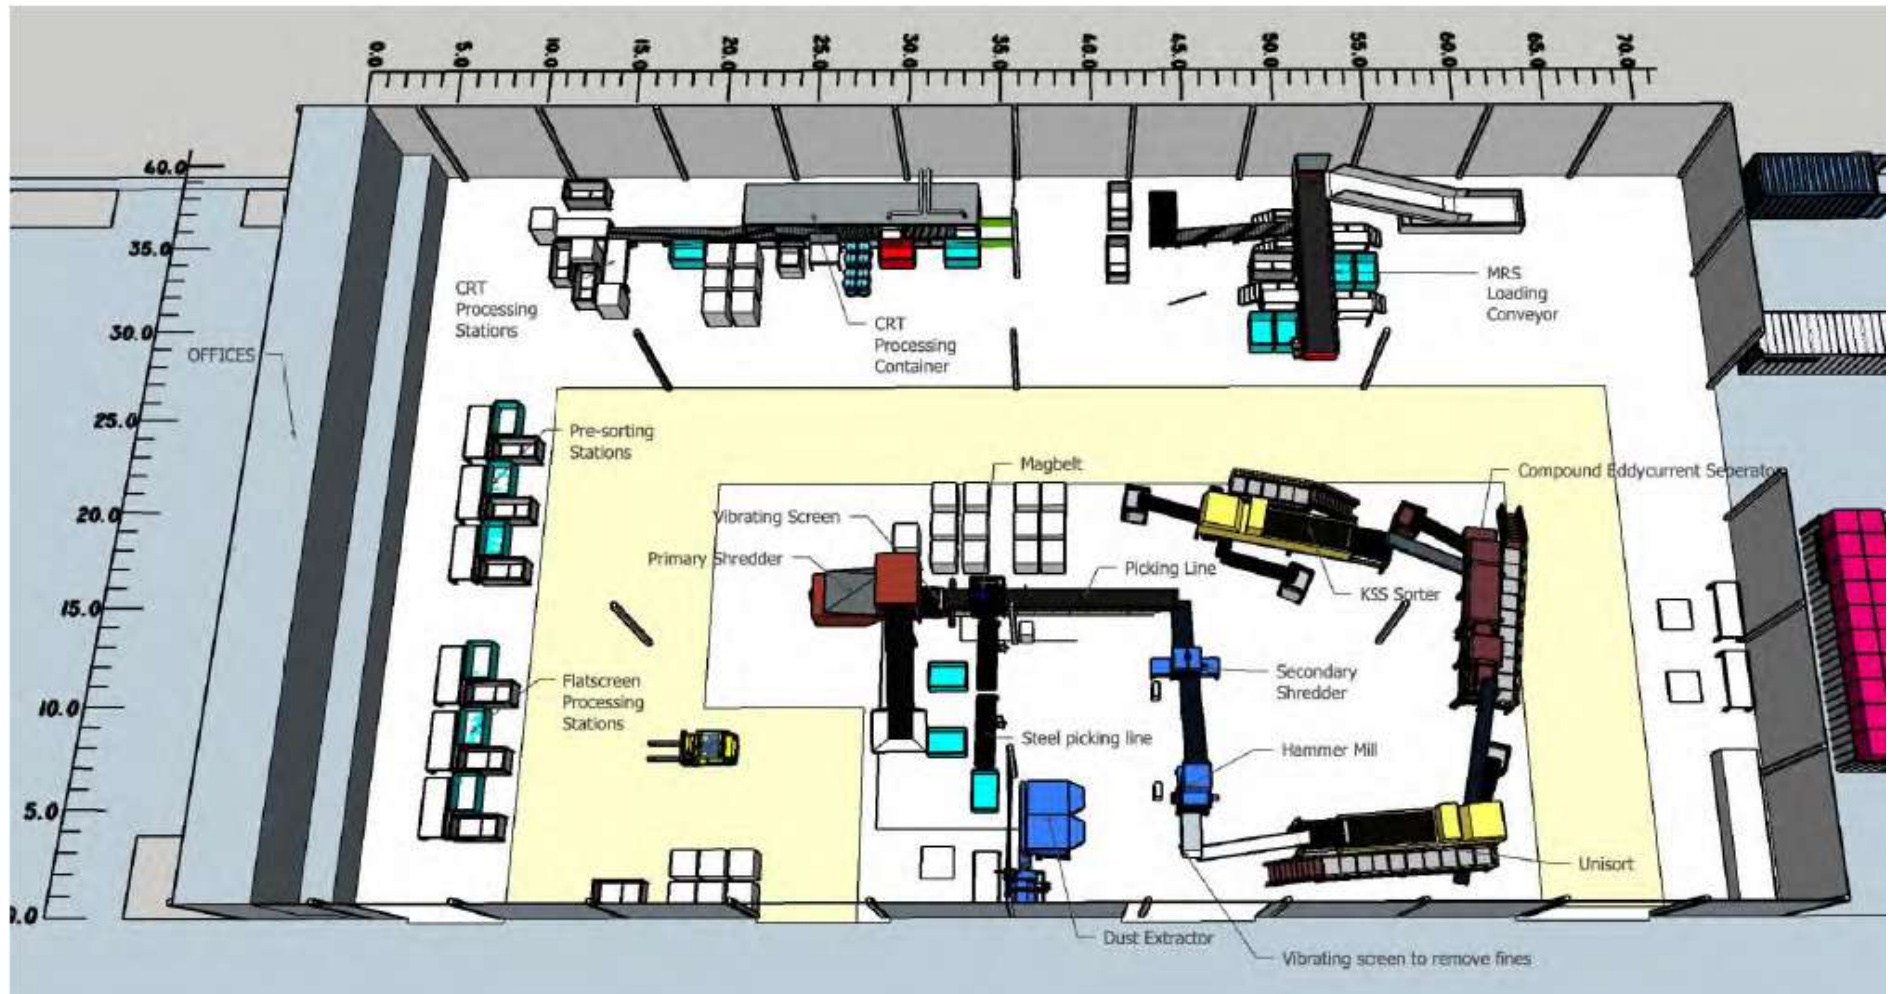 0.0
5.0
10.0
15.0
20.0
25.0
30.0
35.0
40.0
45.0
50.0
55.0
60.0
65.0
70.0
40.0
35.0
30.0
25.0
20.0
15.0
10.0
5.0
0.0
OFFICES
CRT
Processing
Stations
CRT
Processing
Container
MRS
Loading
Conveyor
Pre-sorting
Stations
Magbelt
Compound Eddycurrent Seperator
Vibrating Screen
Primary Shredder
Picking Line
KSS Sorter
Flatscreen
Processing
Stations
Secondary
Shredder
Steel picking line
Hammer Mill
Unisort
Dust Extractor
Vibrating screen to remove fines